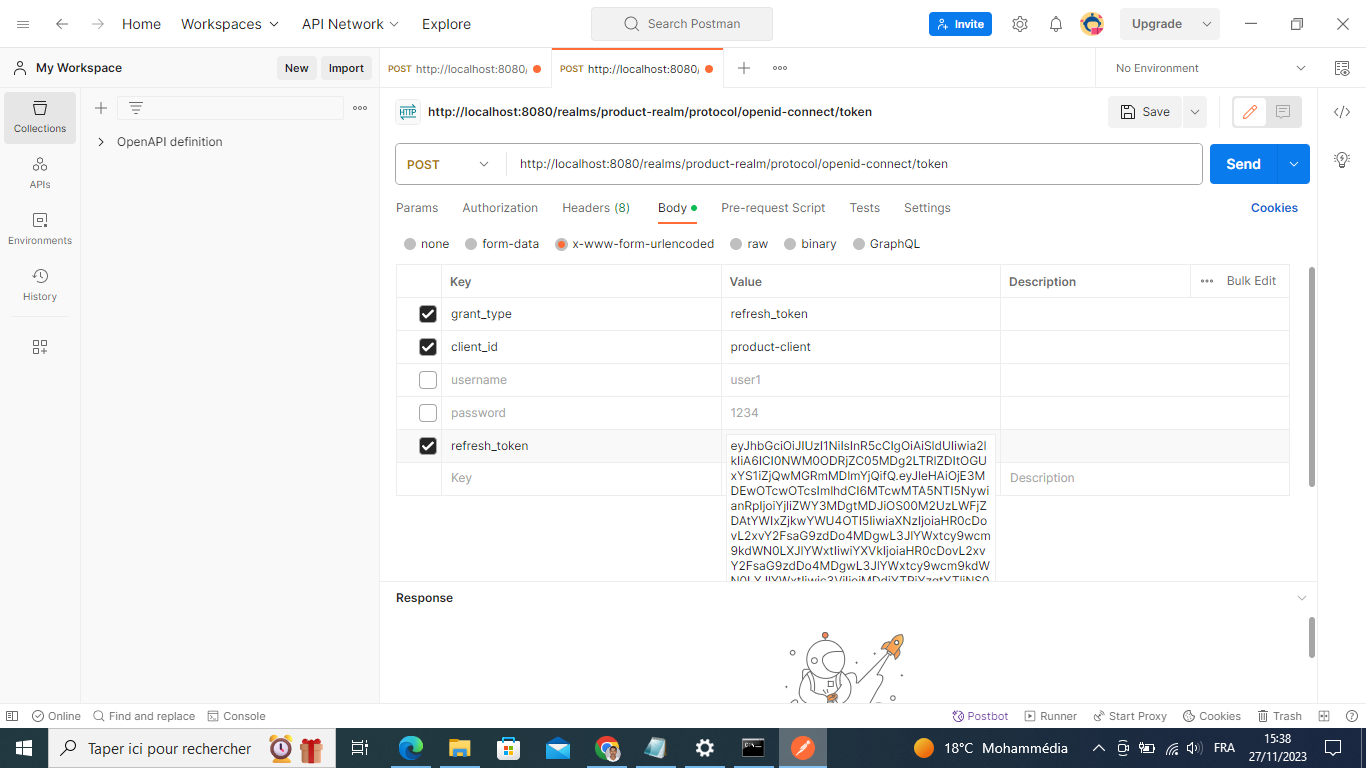 Home
Workspaces
API Network
Explore
Search Postman
Invite
Upgrade
My Workspace
New
Import
POST http://localhost:8080/
POST http://localhost:8080/
No Environment
Collections
APIs
Environments
History
OpenAPI definition
HTTP
http://localhost:8080/realms/product-realm/protocol/openid-connect/token
Save
POST
http://localhost:8080/realms/product-realm/protocol/openid-connect/token
Send
Params
Authorization
Headers (8)
Body
Pre-request Script
Tests
Settings
Cookies
none
form-data
x-www-form-urlencoded
raw
binary
GraphQL
Key
Value
Description
Bulk Edit
grant_type
refresh_token
client_id
product-client
username
user1
password
1234
refresh_token
Key
Description
Response
Online
Find and replace
Console
Postbot
Runner
Start Proxy
Cookies
Trash
Taper ici pour rechercher
18°C Mohammédia
FRA
15:38
27/11/2023